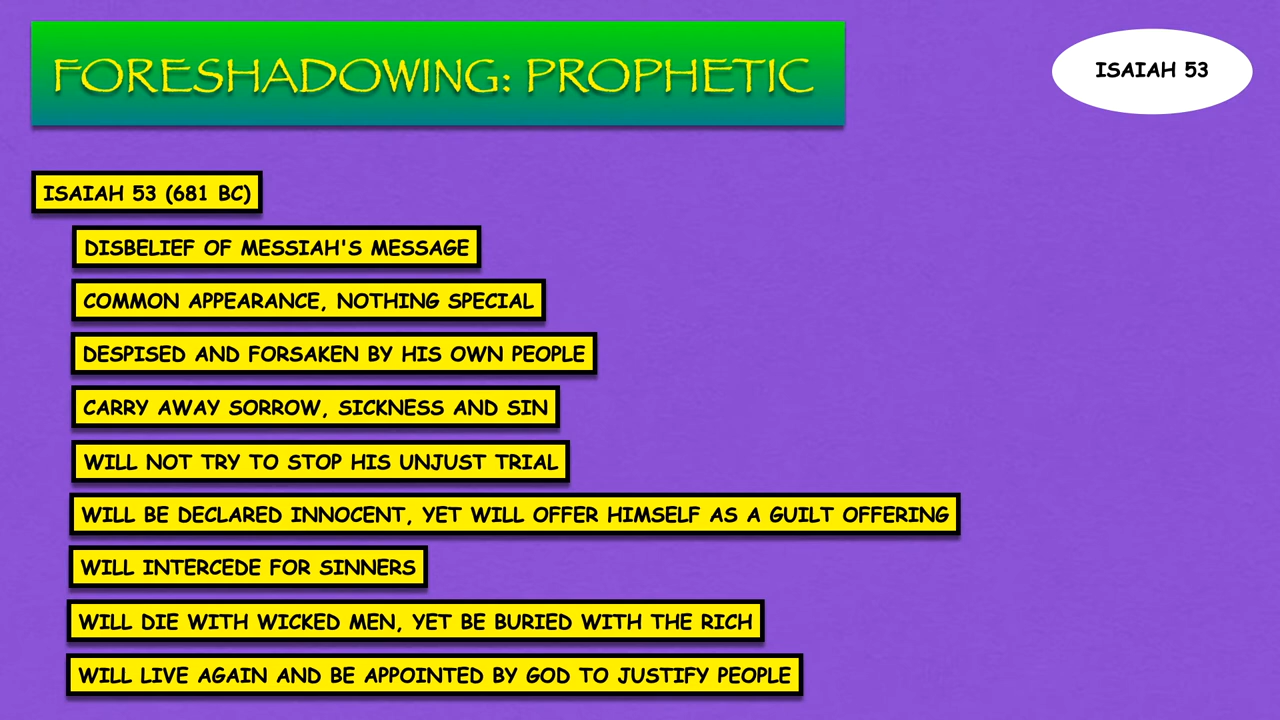 FORESHADOWING: PROPHETIC
ISAIAH 53
ISAIAH 53 (681 BC)
DISBELIEF OF MESSIAH'S MESSAGE
COMMON APPEARANCE, NOTHING SPECIAL
DESPISED AND FORSAKEN BY HIS OWN PEOPLE
CARRY AWAY SORROW, SICKNESS AND SIN
WILL NOT TRY TO STOP HIS UNJUST TRIAL
WILL BE DECLARED INNOCENT, YET WILL OFFER HIMSELF AS A GUILT OFFERING
WILL INTERCEDE FOR SINNERS
WILL DIE WITH WICKED MEN, YET BE BURIED WITH THE RICH
WILL LIVE AGAIN AND BE APPOINTED BY GOD TO JUSTIFY PEOPLE